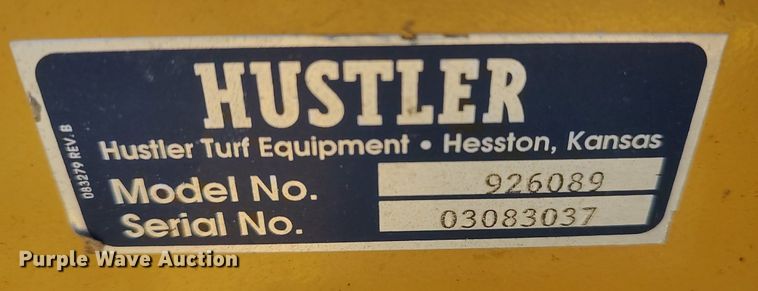 HUSTLER
Hustler Turf Equipment • Hesston, Kansas
Model No. 926089
Serial No. 03083037
083279 REV. B
Purple Wave Auction